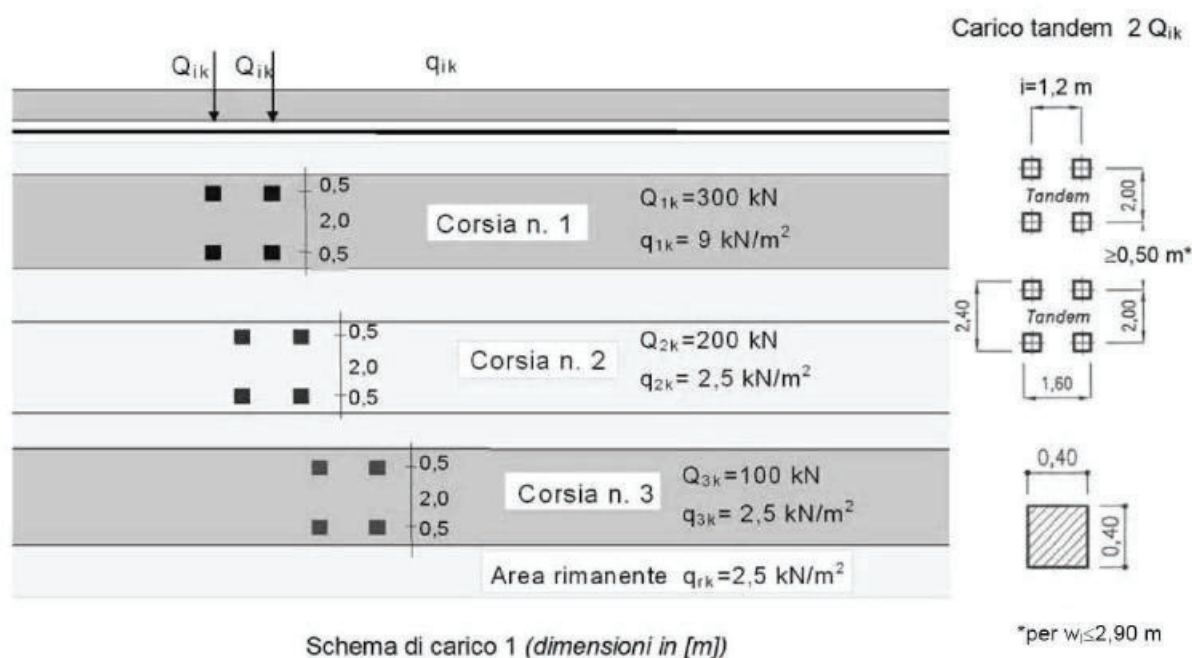 Carico tandem 2 Qik
Qik Qik qik
i=1,2 m
0,5
2,0
0,5
Corsia n. 1
Q1k=300 kN
q1k= 9 kN/m²
Tandem
2,00
≥0,50 m*
0,5
2,0
0,5
Corsia n. 2
Q2k=200 kN
q2k= 2,5 kN/m²
2,40
Tandem
2,00
1,60
0,5
2,0
0,5
Corsia n. 3
Q3k=100 kN
q3k= 2,5 kN/m²
0,40
0,40
Area rimanente qrk=2,5 kN/m²
Schema di carico 1 (dimensioni in [m])
*per wl≤2,90 m